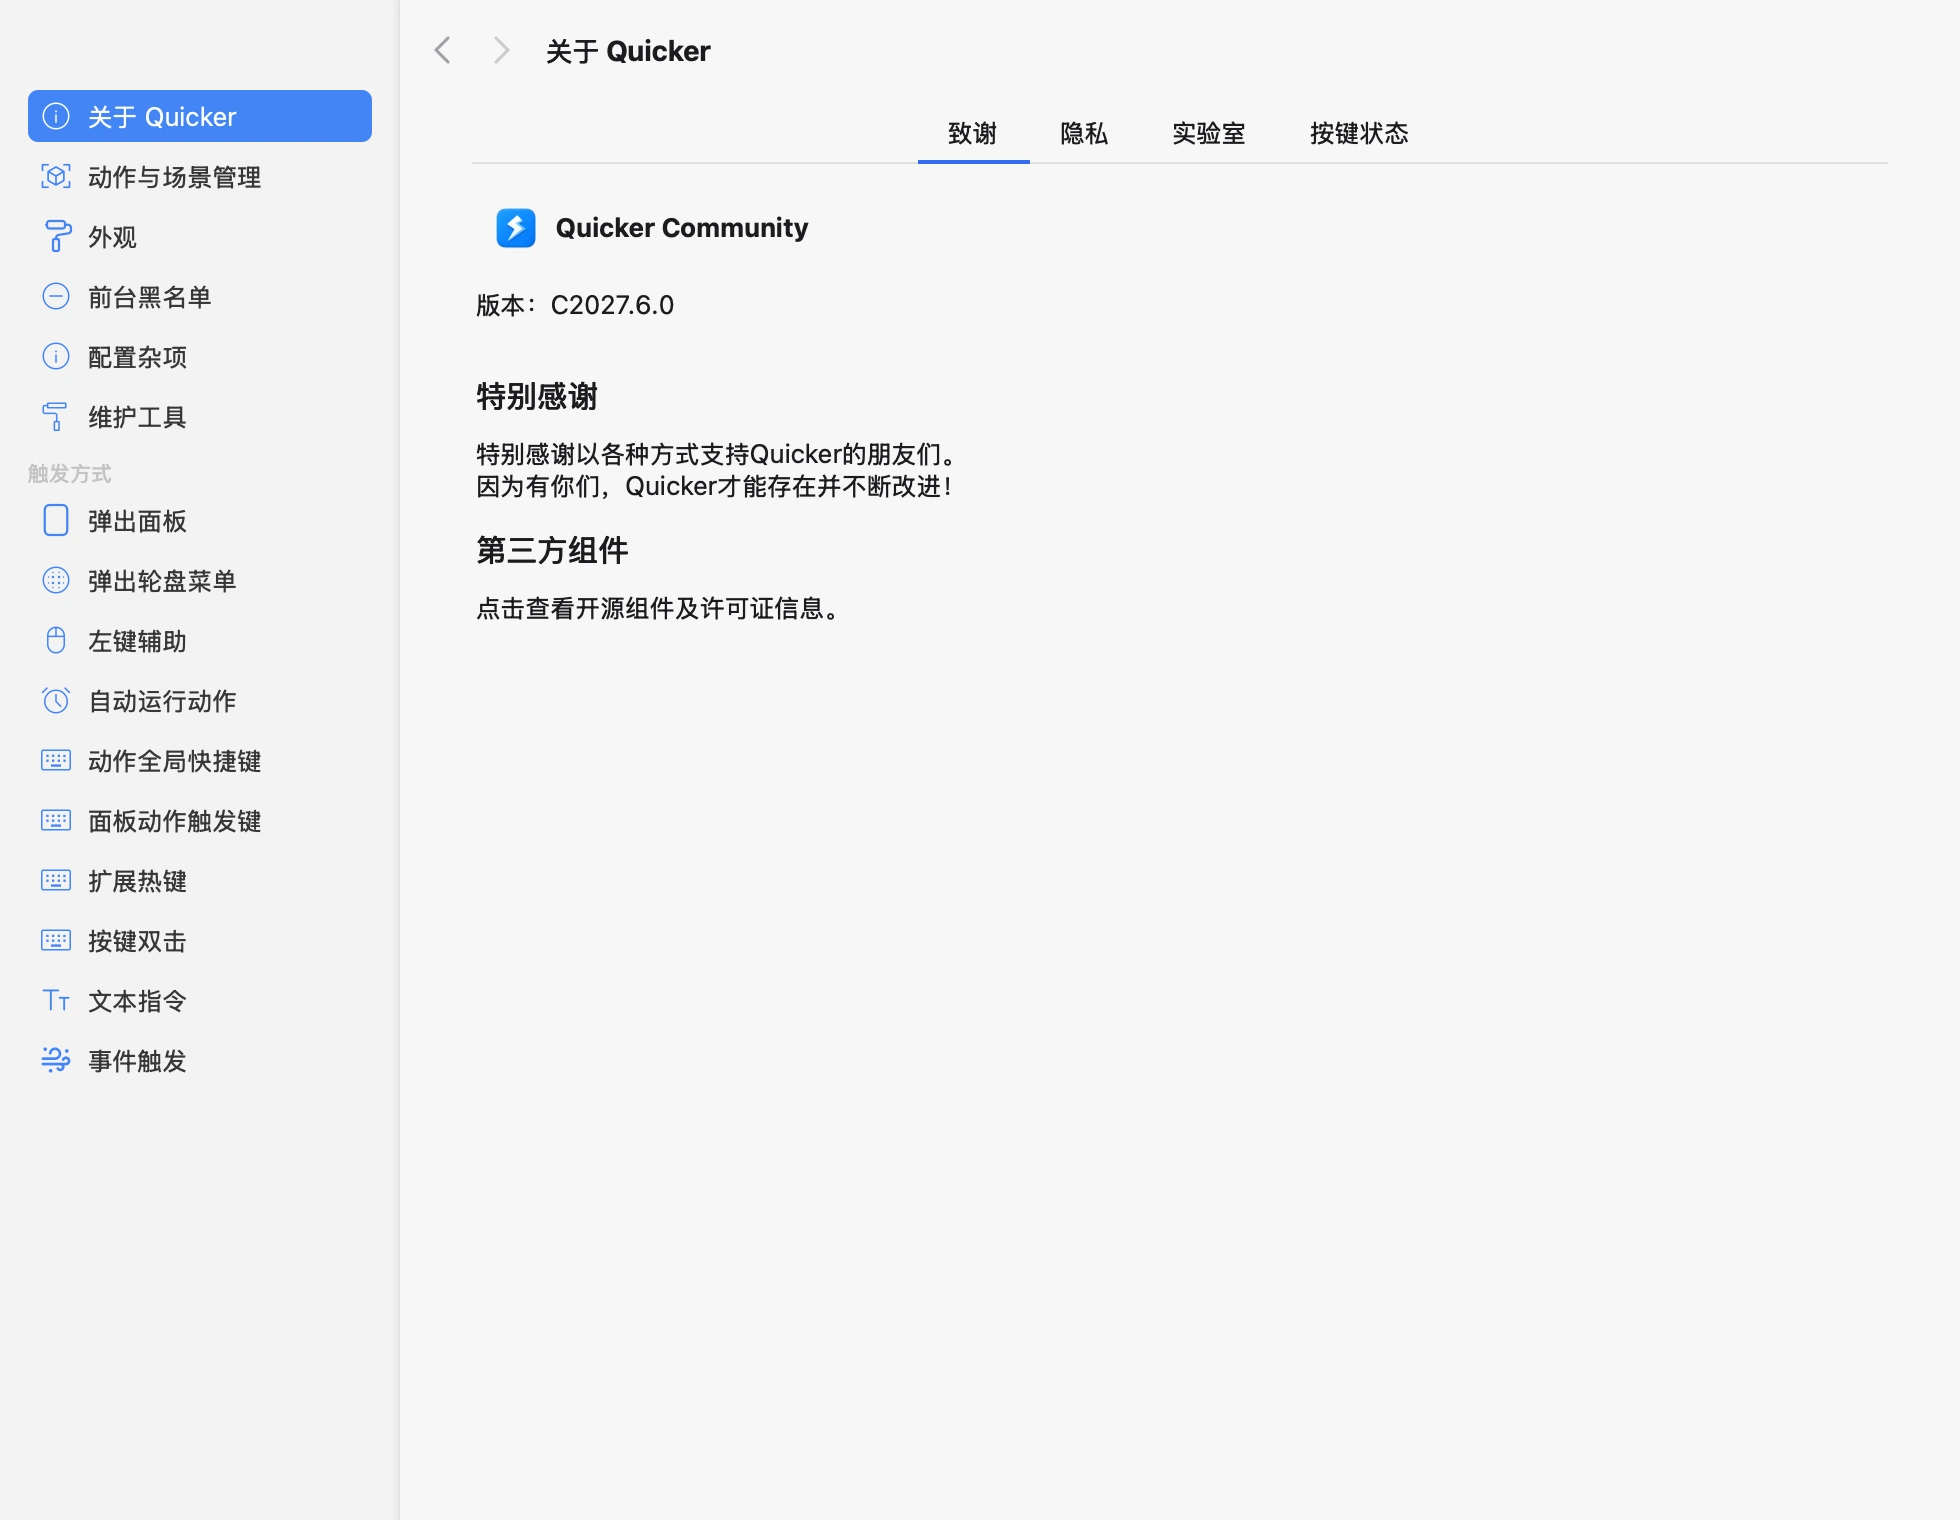 关于 Quicker
动作与场景管理
外观
前台黑名单
配置杂项
维护工具
触发方式
弹出面板
弹出轮盘菜单
左键辅助
自动运行动作
动作全局快捷键
面板动作触发键
扩展热键
按键双击
文本指令
事件触发
关于 Quicker
致谢 隐私 实验室 按键状态
Quicker Community
版本：C2027.6.0
特别感谢
特别感谢以各种方式支持Quicker的朋友们。
因为有你们，Quicker才能存在并不断改进！
第三方组件
点击查看开源组件及许可证信息。